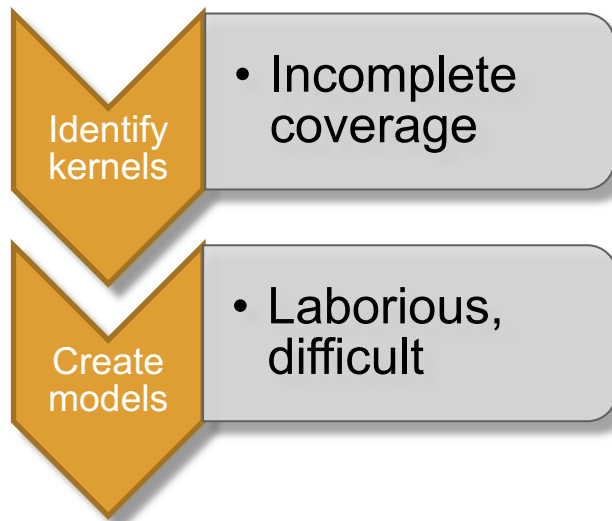 Identify
kernels
• Incomplete
coverage
Create
models
• Laborious,
difficult